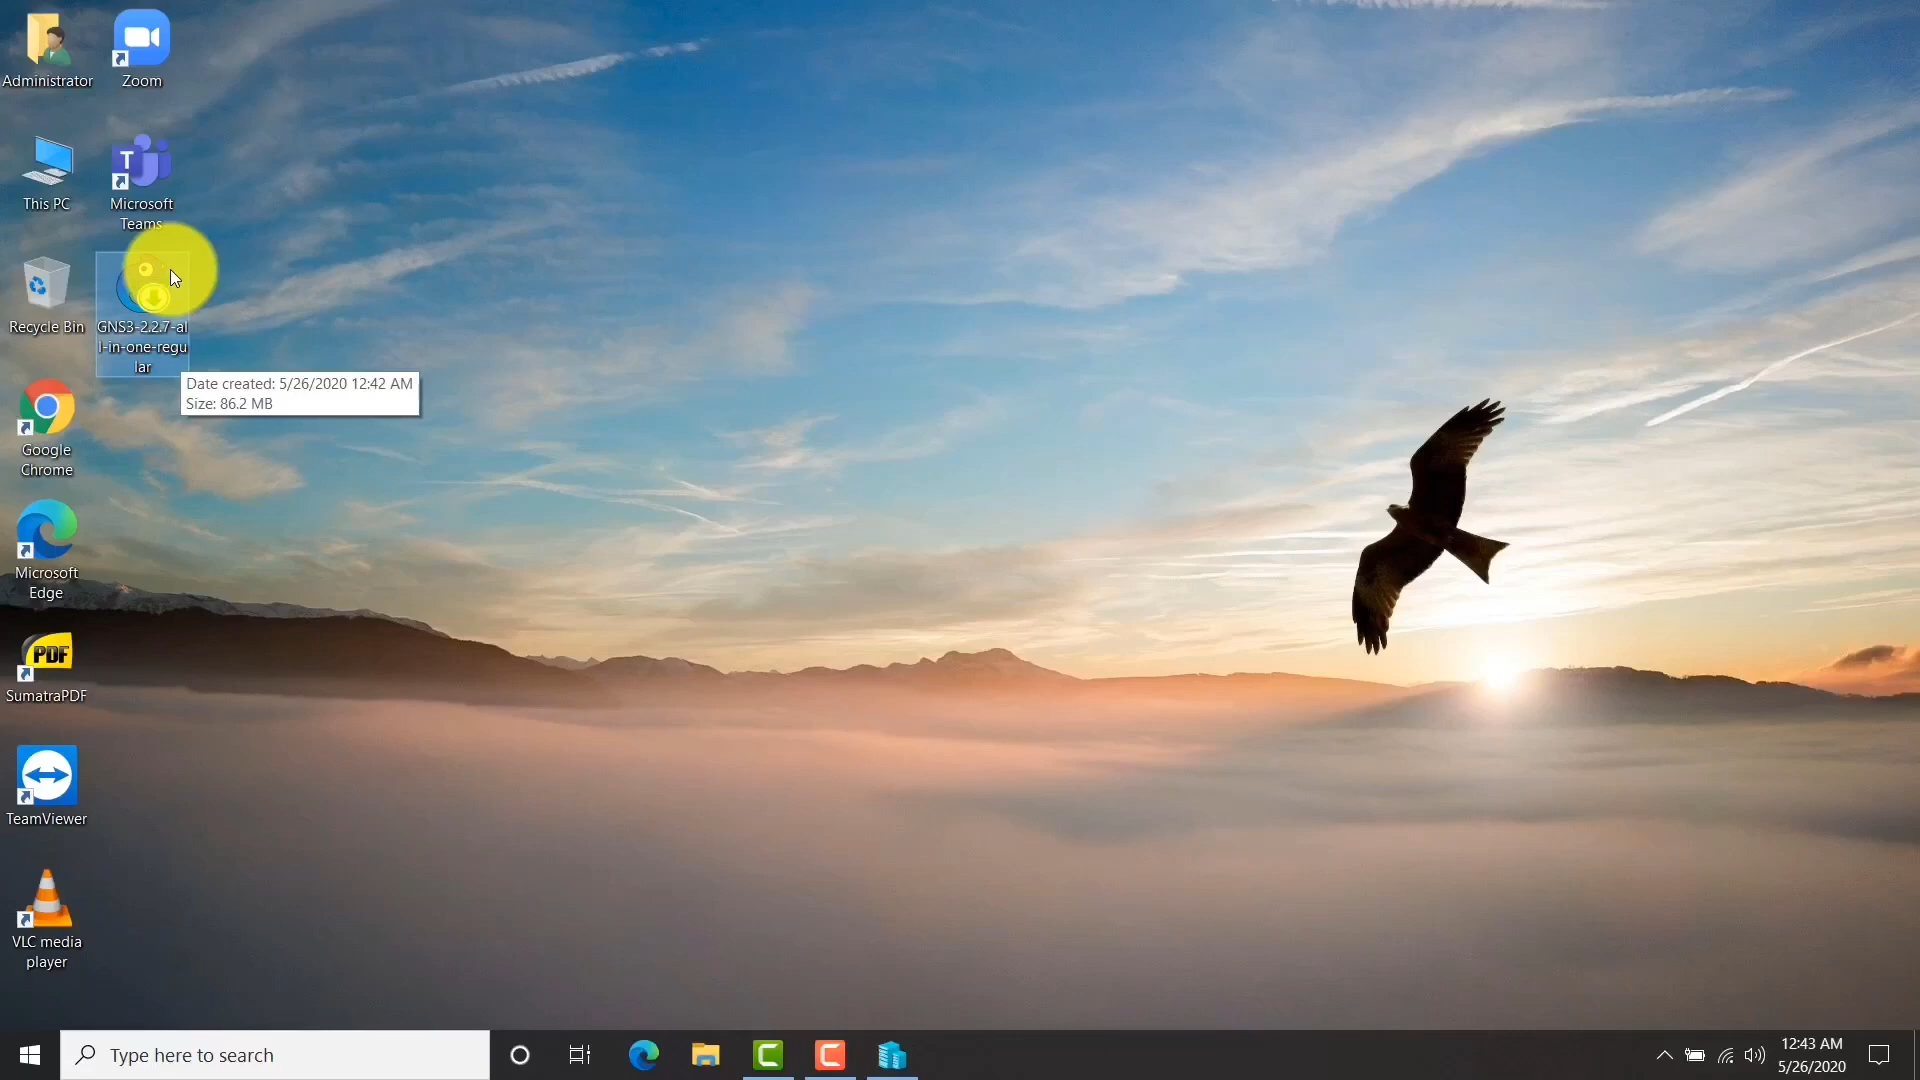 Administrator
Zoom
This PC
Microsoft
Teams
T
Recycle Bin
GNS3-2.2.7-al
l-in-one-regu
lar
Date created: 5/26/2020 12:42 AM
Size: 86.2 MB
Google
Chrome
Microsoft
Edge
PDF
SumatraPDF
TeamViewer
VLC media
player
Type here to search
C
C
12:43 AM
5/26/2020